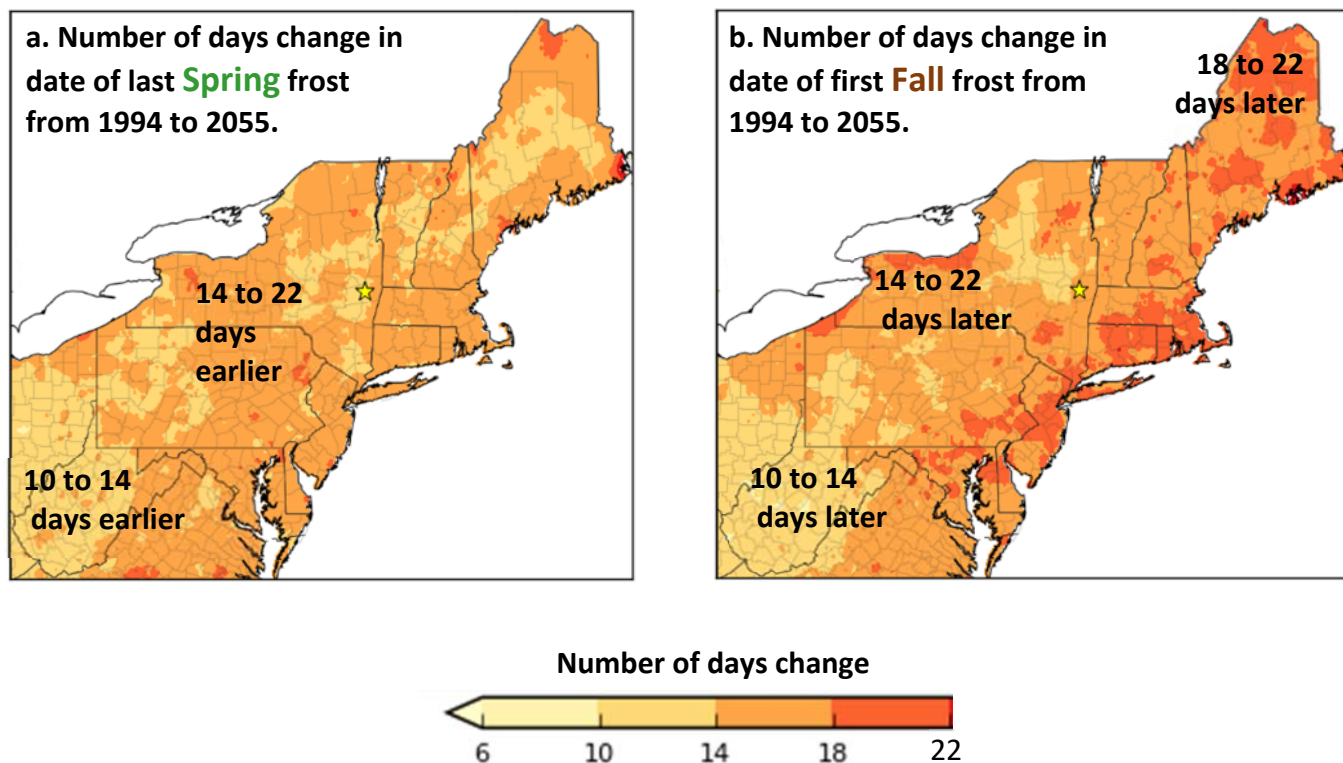 a. Number of days change in
date of last Spring frost
from 1994 to 2055.
14 to 22
days
earlier
10 to 14
days earlier
b. Number of days change in
date of first Fall frost from
1994 to 2055.
18 to 22
days later
14 to 22
days later
10 to 14
days later
Number of days change
6 10 14 18 22